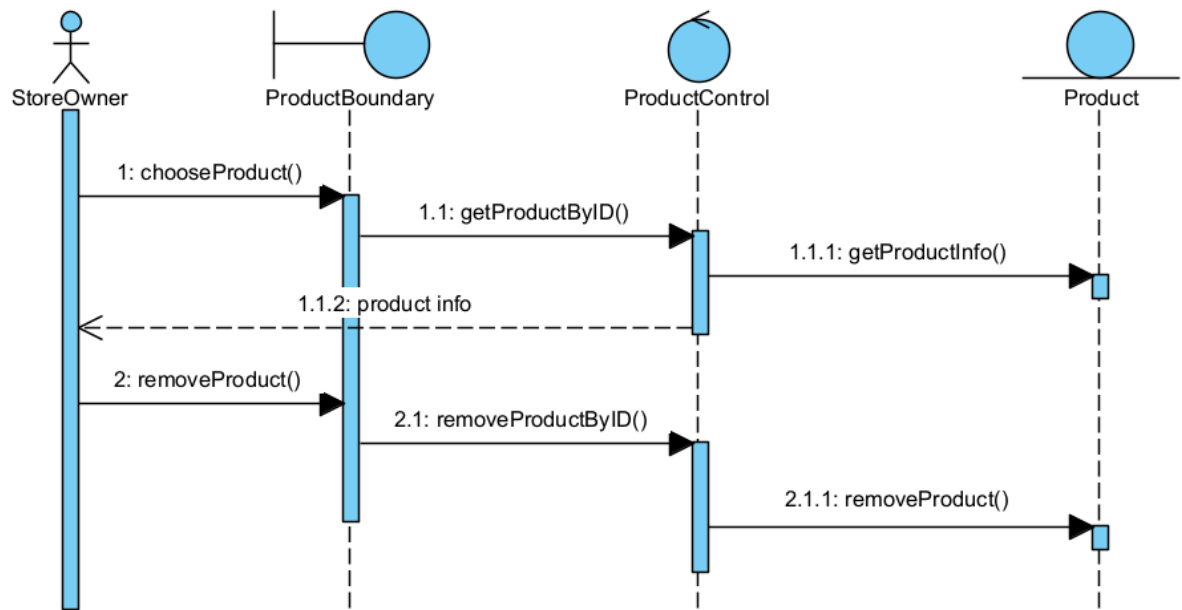 StoreOwner
ProductBoundary
ProductControl
Product
1: chooseProduct()
1.1: getProductByID()
1.1.1: getProductInfo()
1.1.2: product info
2: removeProduct()
2.1: removeProductByID()
2.1.1: removeProduct()